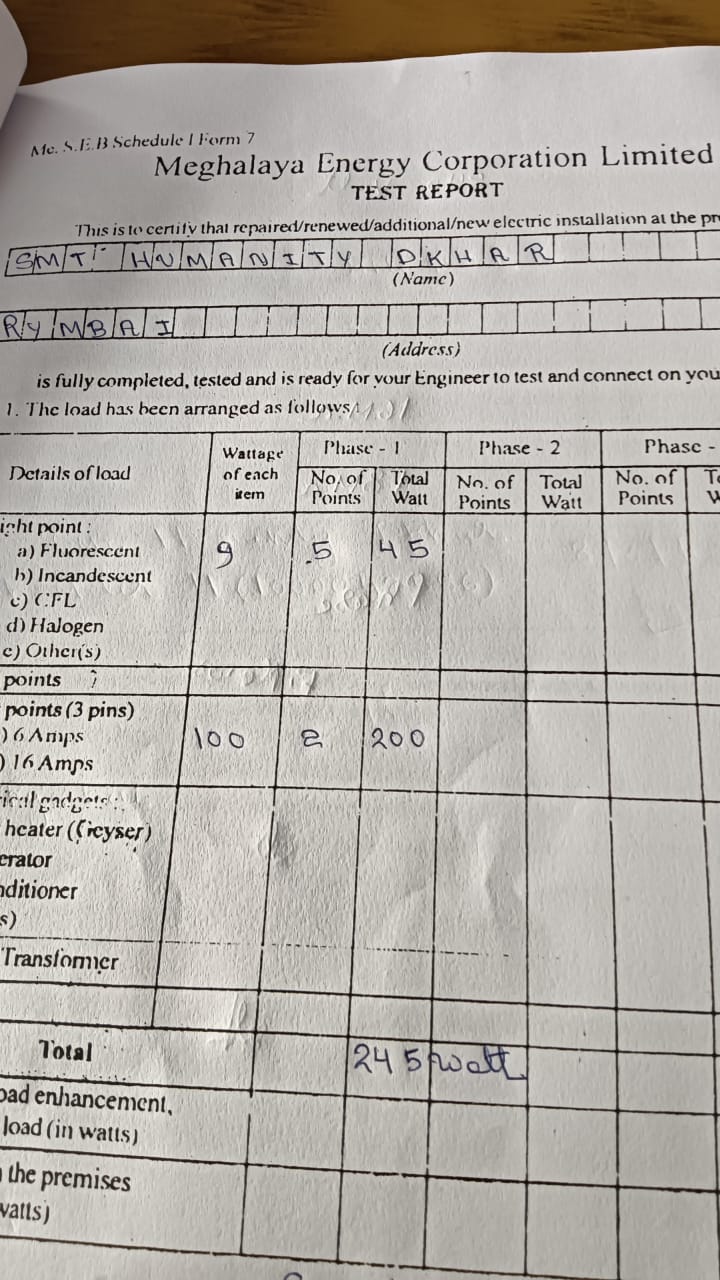 Me. S.E.B Schedule I Form 7
Meghalaya Energy Corporation Limited
TEST REPORT
This is to certify that repaired/renewed/additional/new electric installation at the pr
SMT HUMANITY DKHAR
(Name)
RYMBAI
(Address)
is fully completed, tested and is ready for your Engineer to test and connect on you
1. The load has been arranged as follows
Details of load Wattage of each item Phase - 1 Phase - 2 Phase -
No. of Points Total Watt No. of Points Total Watt No. of Points
ight point :
a) Fluorescent 9 5 45
b) Incandescent
c) CFL
d) Halogen
e) Other(s)
points
points (3 pins)
) 6 Amps 100 2 200
) 16 Amps
ical gadgets :
heater (Geyser)
erator
nditioner
s)
Transformer
Total 245 watt
oad enhancement,
load (in watts)
the premises
watts)